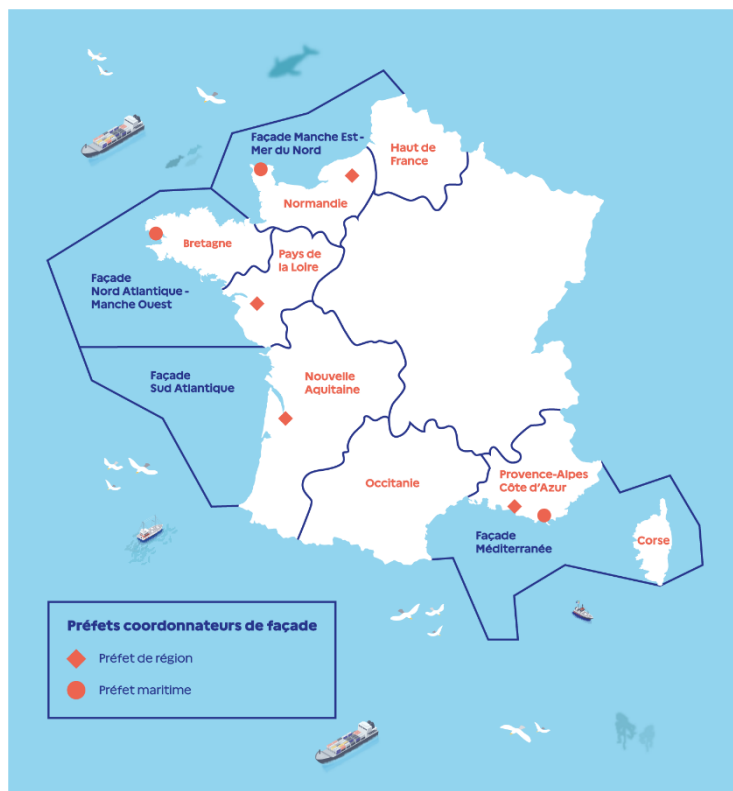 Façade Manche Est -
Mer du Nord
Haut de
France
Normandie
Bretagne
Pays de
la Loire
Façade
Nord Atlantique -
Manche Ouest
Façade
Sud Atlantique
Nouvelle
Aquitaine
Occitanie
Provence-Alpes
Côte d'Azur
Façade
Méditerranée
Corse
Préfets coordonnateurs de façade
Préfet de région
Préfet maritime